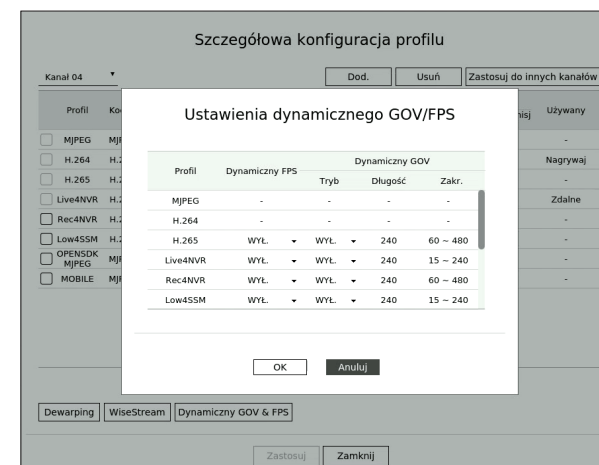 Szczegółowa konfiguracja profilu
Kanał 04
Dod. Usuń Zastosuj do innych kanałów
Profil Używany
MJPEG -
H.264 Nagrywaj
H.265 -
Live4NVR Zdalne
Rec4NVR -
Low4SSM -
OPENSDK
MJPEG -
MOBILE -
Ustawienia dynamicznego GOV/FPS
Profil Dynamiczny FPS Dynamiczny GOV
Tryb Długość Zakr.
MJPEG - - - -
H.264 - - - -
H.265 WYŁ. WYŁ. 240 60 ~ 480
Live4NVR WYŁ. WYŁ. 240 15 ~ 240
Rec4NVR WYŁ. WYŁ. 240 60 ~ 480
Low4SSM WYŁ. WYŁ. 240 15 ~ 240
OK Anuluj
Dewarping WiseStream Dynamiczny GOV & FPS
Zastosuj Zamknij